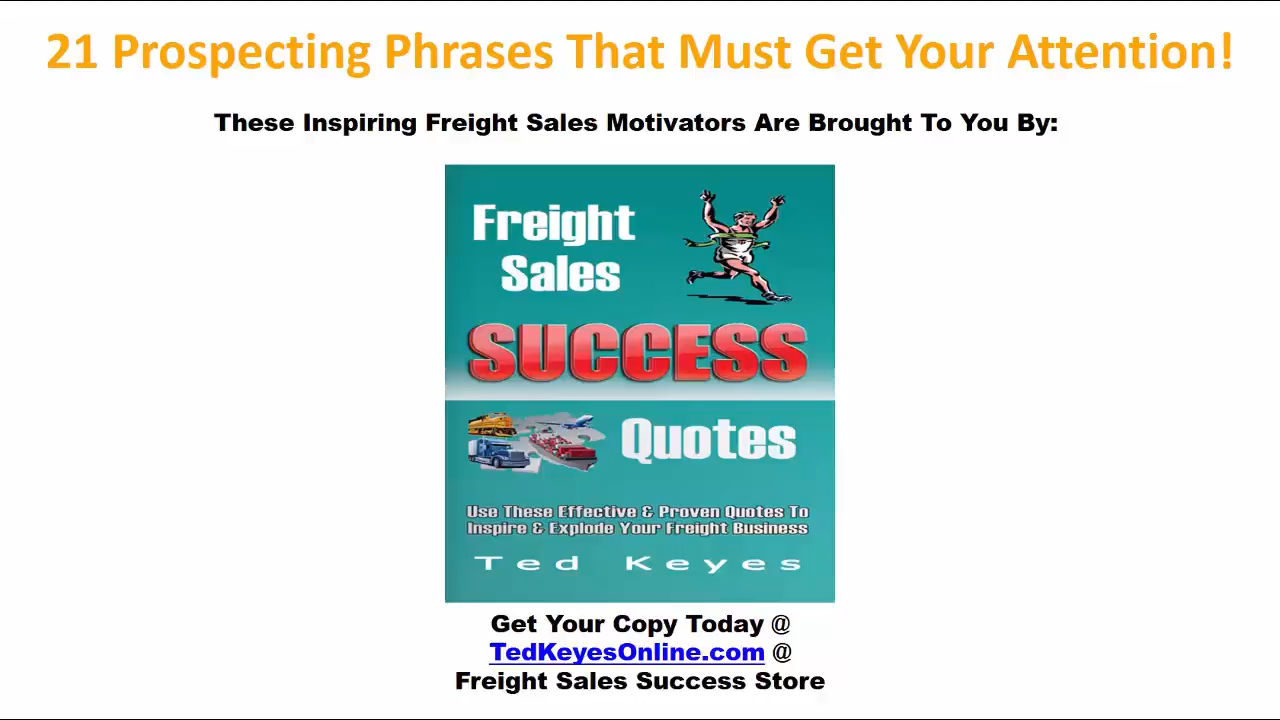 21 Prospecting Phrases That Must Get Your Attention!
These Inspiring Freight Sales Motivators Are Brought To You By:
Freight
Sales
SUCCESS
Quotes
Use These Effective & Proven Quotes To
Inspire & Explode Your Freight Business
Ted Keyes
Get Your Copy Today @
TedKeyesOnline.com @
Freight Sales Success Store